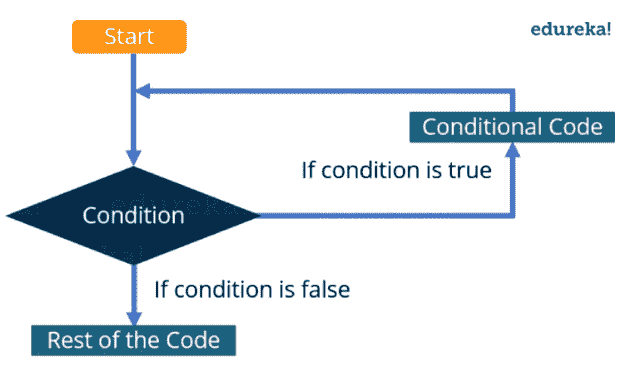 edureka!
Start
Conditional Code
If condition is true
Condition
If condition is false
Rest of the Code